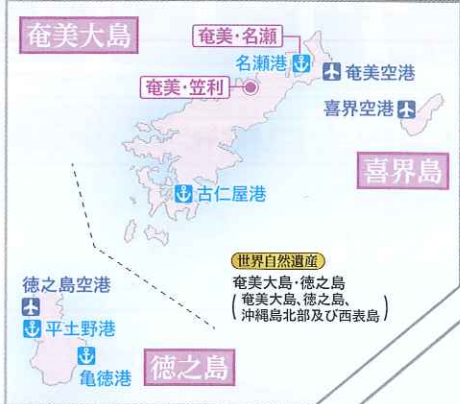 奄美大島
奄美・名瀬
名瀬港
奄美空港
奄美・笠利
喜界空港
喜界島
古仁屋港
世界自然遺産
奄美大島・徳之島
(奄美大島、徳之島、
沖縄島北部及び西表島)
徳之島空港
平土野港
亀徳港
徳之島